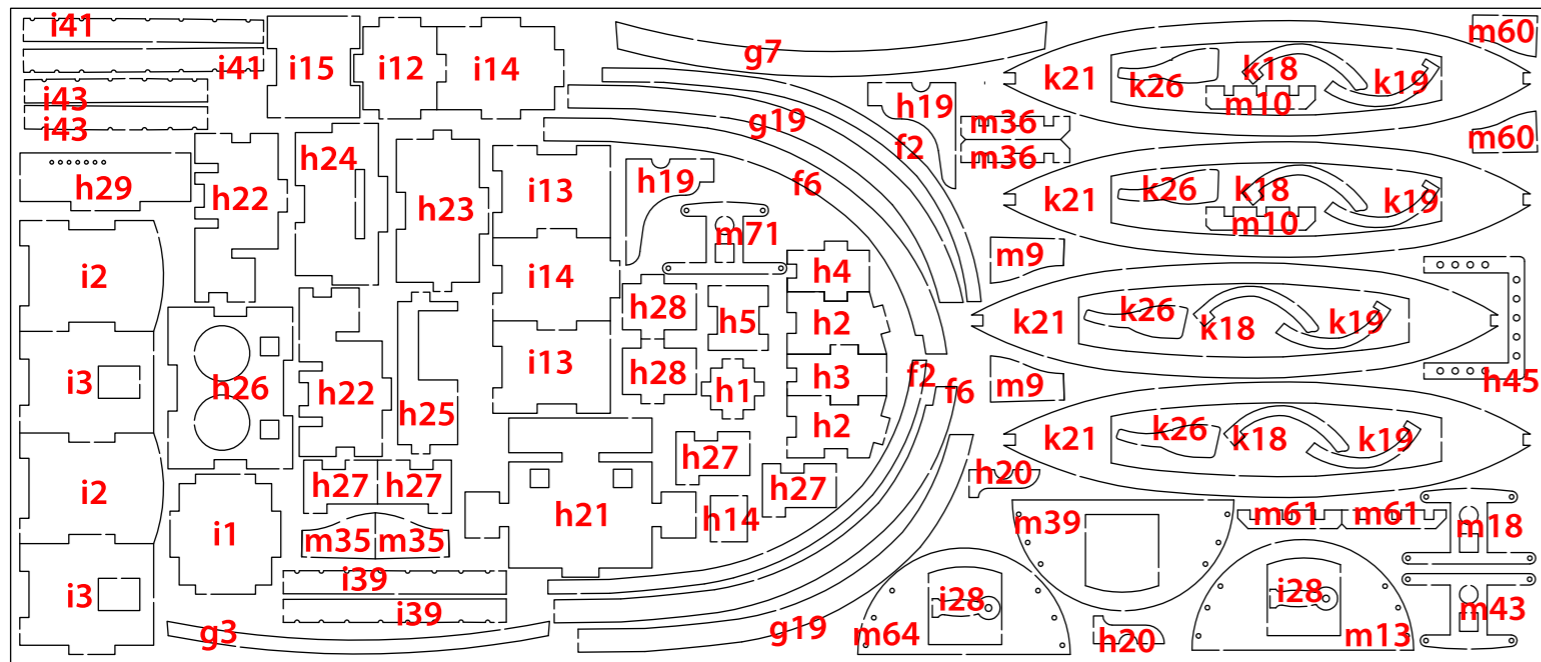 i41
i41
i15
i12
i14
g7
k21
k26
k18
m10
k19
m60
i43
i43
h19
g19
f2
m36
m36
m60
h29
h22
h24
h23
i13
h19
f6
k21
k26
k18
m10
k19
m71
i2
i14
h4
m9
h28
h5
h2
k21
k26
k18
k19
i3
h26
h22
h25
i13
h28
h1
h3
f2
f6
m9
h45
h2
k21
k26
k18
k19
i2
h27
h27
h27
h27
h20
i1
m35
m35
h21
h14
m39
m61
m61
m18
i3
i39
i39
i28
i28
m43
g3
g19
m64
h20
m13